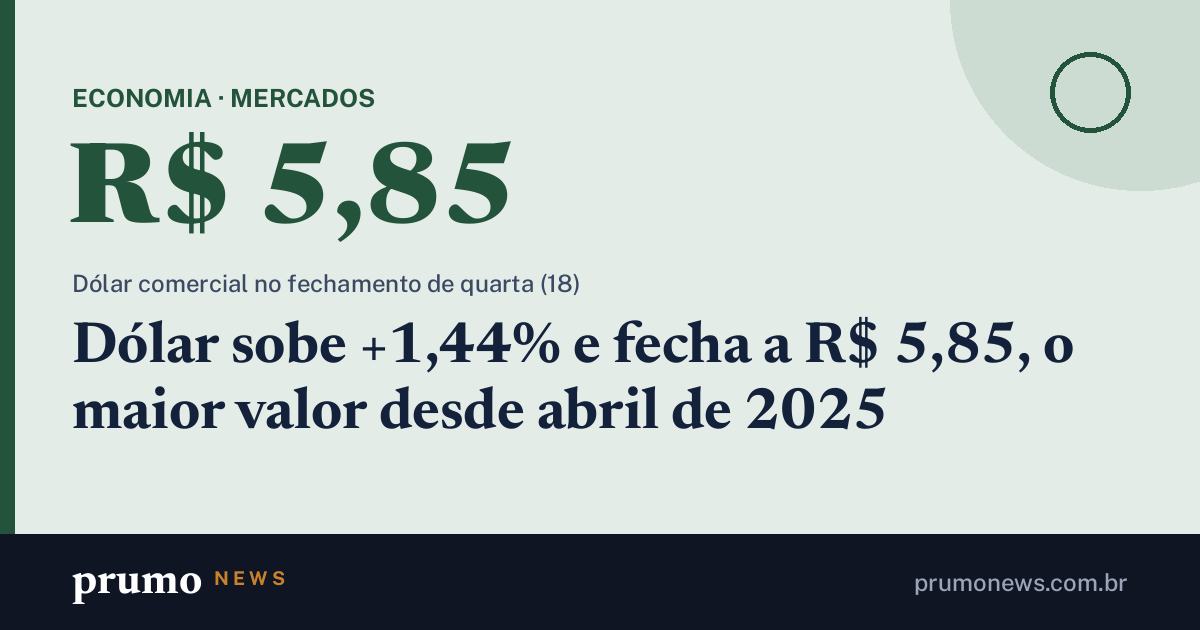 ECONOMIA · MERCADOS
R$ 5,85
Dólar comercial no fechamento de quarta (18)
Dólar sobe +1,44% e fecha a R$ 5,85, o
maior valor desde abril de 2025
prumo NEWS
prumonews.com.br